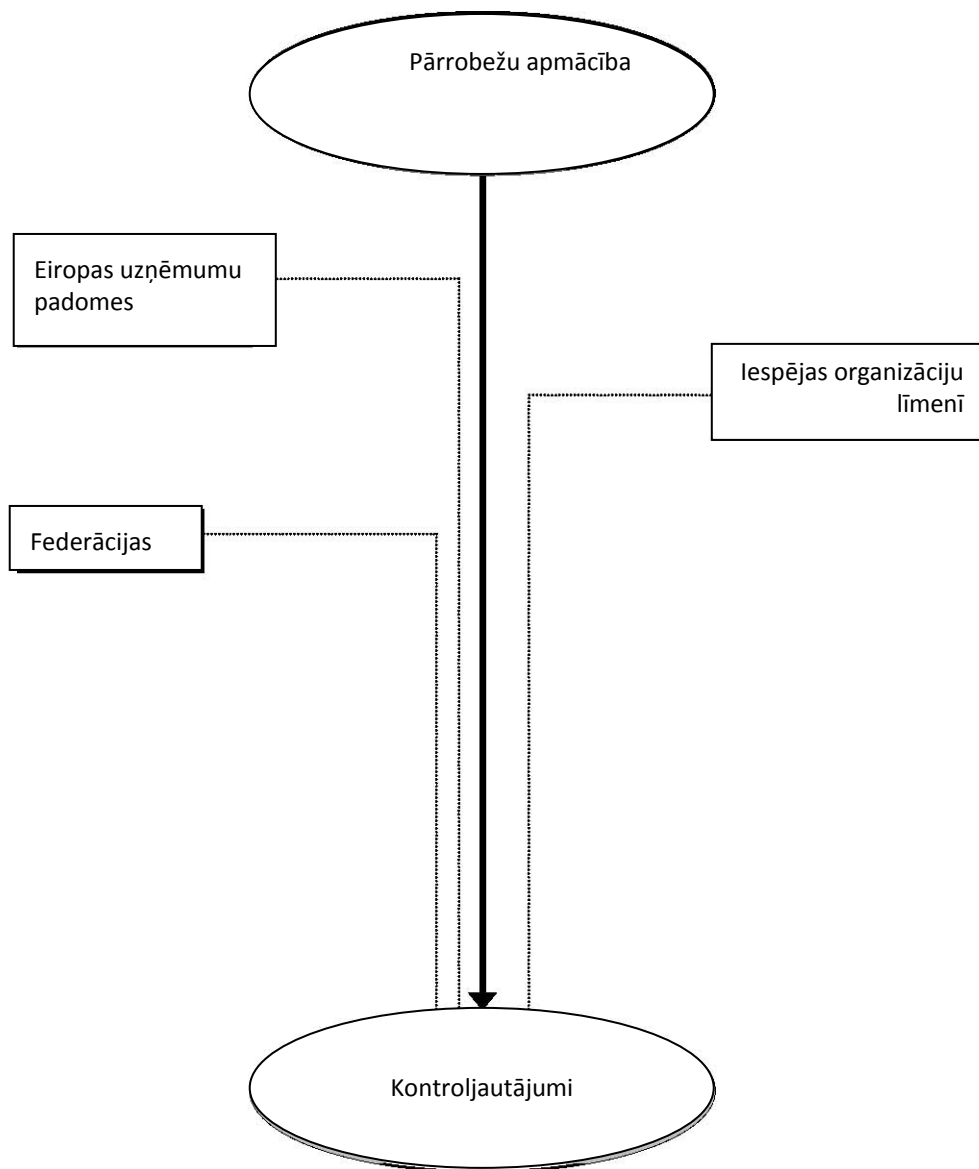 Pārrobežu apmācība
Eiropas uzņēmumu
padomes
Iespējas organizāciju
līmenī
Federācijas
Kontroljautājumi